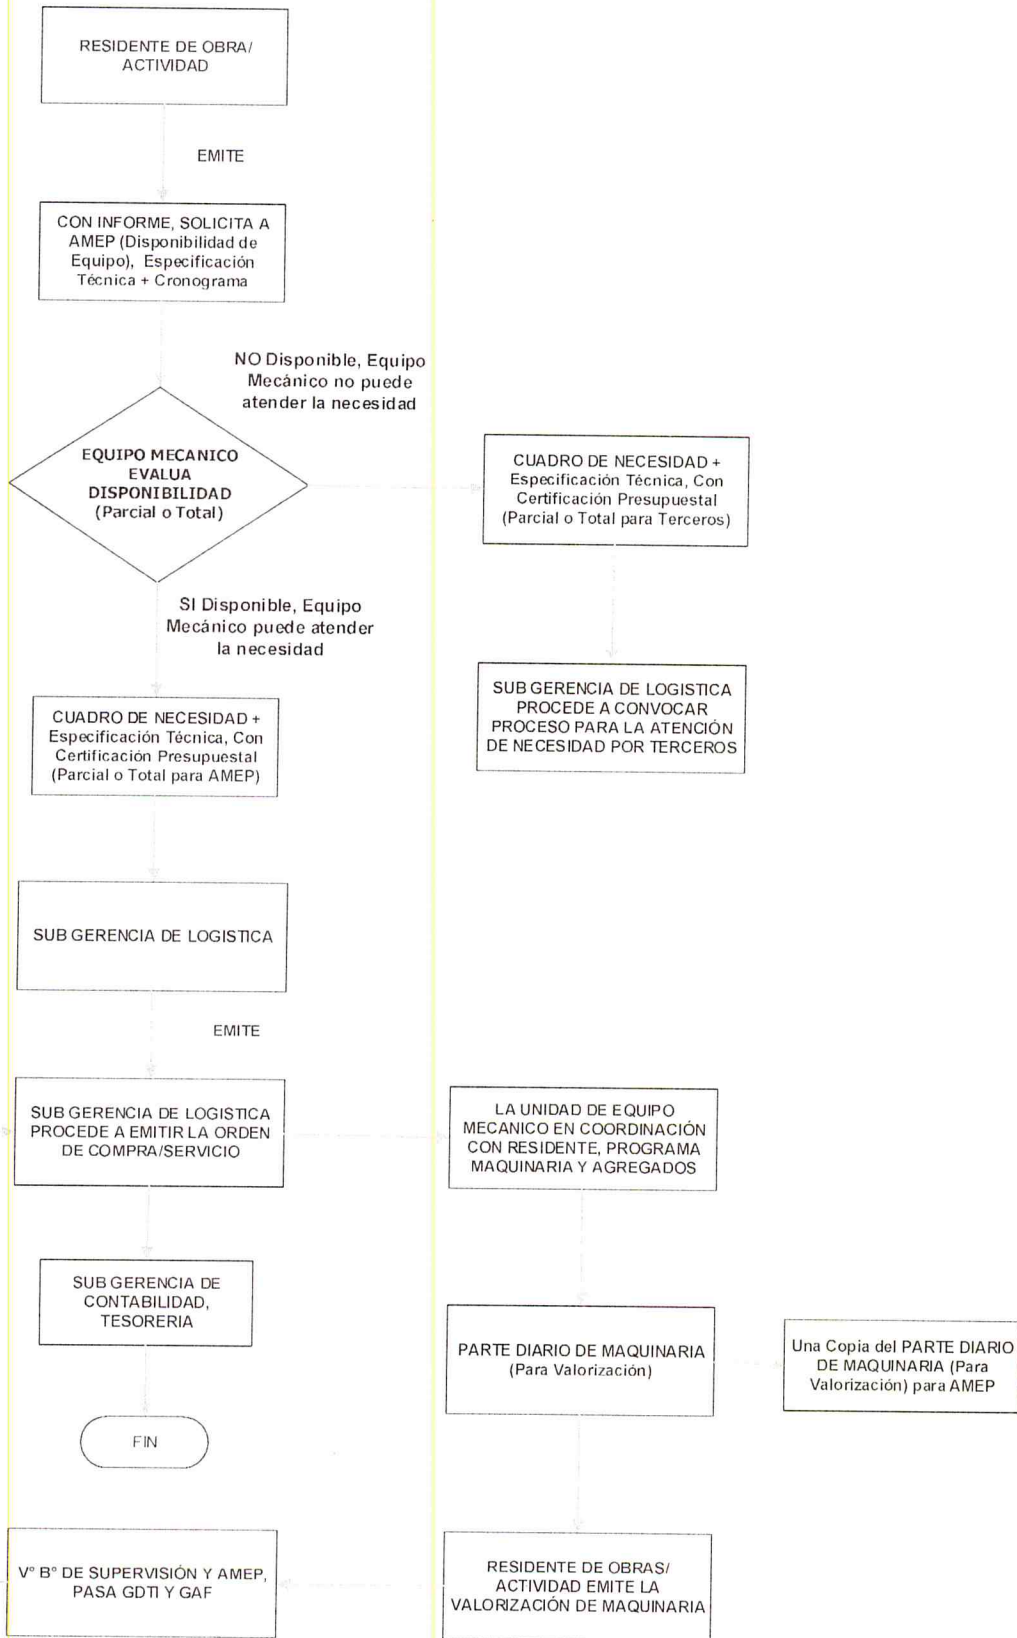 RESIDENTE DE OBRA/
ACTIVIDAD
EMITE
CON INFORME, SOLICITA A
AMEP (Disponibilidad de
Equipo), Especificación
Técnica + Cronograma
NO Disponible, Equipo
Mecánico no puede
atender la necesidad
EQUIPO MECANICO
EVALUA
DISPONIBILIDAD
(Parcial o Total)
CUADRO DE NECESIDAD +
Especificación Técnica, Con
Certificación Presupuestal
(Parcial o Total para Terceros)
SI Disponible, Equipo
Mecánico puede atender
la necesidad
SUB GERENCIA DE LOGISTICA
PROCEDE A CONVOCAR
PROCESO PARA LA ATENCIÓN
DE NECESIDAD POR TERCEROS
CUADRO DE NECESIDAD +
Especificación Técnica, Con
Certificación Presupuestal
(Parcial o Total para AMEP)
SUB GERENCIA DE LOGISTICA
EMITE
SUB GERENCIA DE LOGISTICA
PROCEDE A EMITIR LA ORDEN
DE COMPRA/SERVICIO
LA UNIDAD DE EQUIPO
MECANICO EN COORDINACIÓN
CON RESIDENTE, PROGRAMA
MAQUINARIA Y AGREGADOS
SUB GERENCIA DE
CONTABILIDAD,
TESORERIA
PARTE DIARIO DE MAQUINARIA
(Para Valorización)
Una Copia del PARTE DIARIO
DE MAQUINARIA (Para
Valorización) para AMEP
FIN
V° B° DE SUPERVISIÓN Y AMEP,
PASA GDTI Y GAF
RESIDENTE DE OBRAS/
ACTIVIDAD EMITE LA
VALORIZACIÓN DE MAQUINARIA